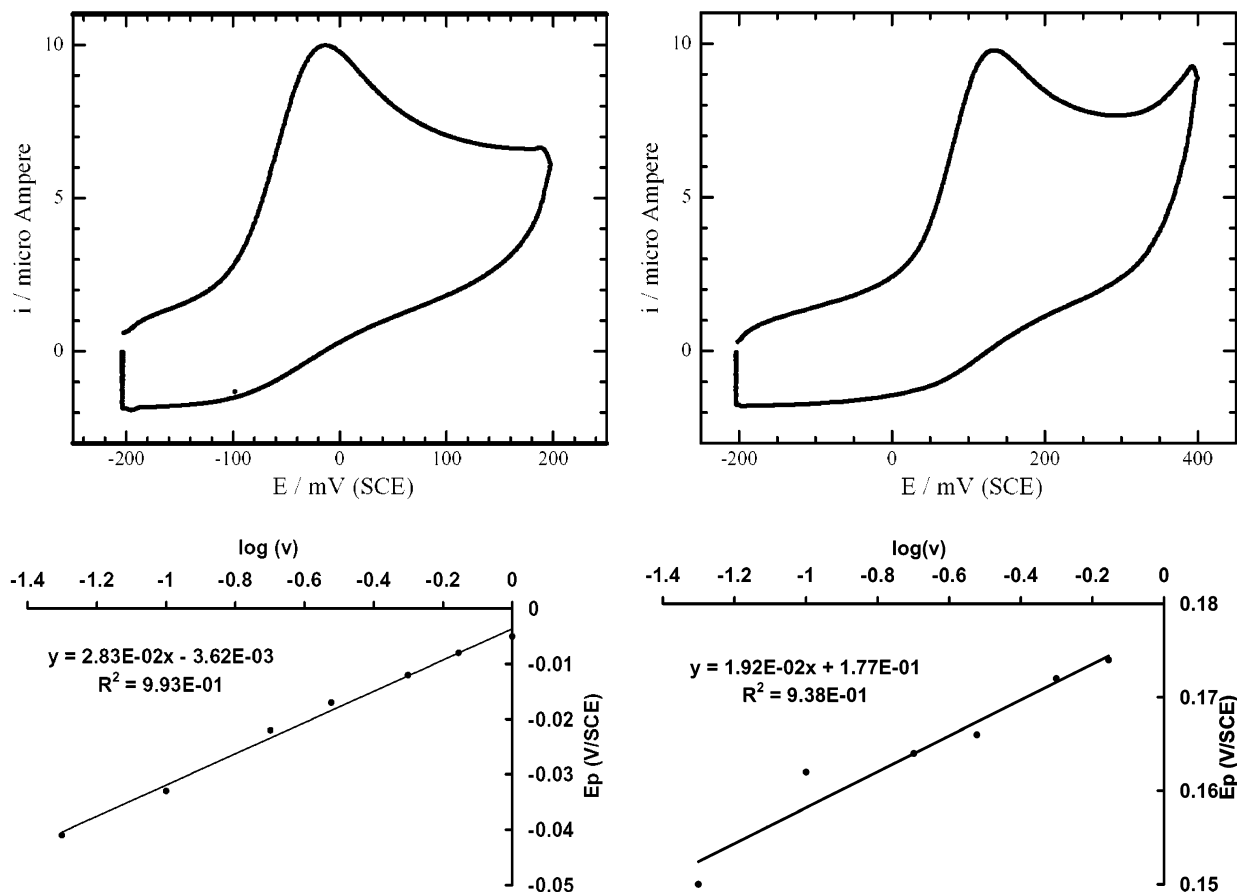 10
5
0
i / micro Ampere
-200 -100 0 100 200
E / mV (SCE)
10
5
0
i / micro Ampere
-200 0 200 400
E / mV (SCE)
log (v)
-1.4 -1.2 -1 -0.8 -0.6 -0.4 -0.2 0
0
-0.01
-0.02
-0.03
-0.04
-0.05
Ep (V/SCE)
y = 2.83E-02x - 3.62E-03
R² = 9.93E-01
log(v)
-1.4 -1.2 -1 -0.8 -0.6 -0.4 -0.2 0
0.18
0.17
0.16
0.15
Ep (V/SCE)
y = 1.92E-02x + 1.77E-01
R² = 9.38E-01